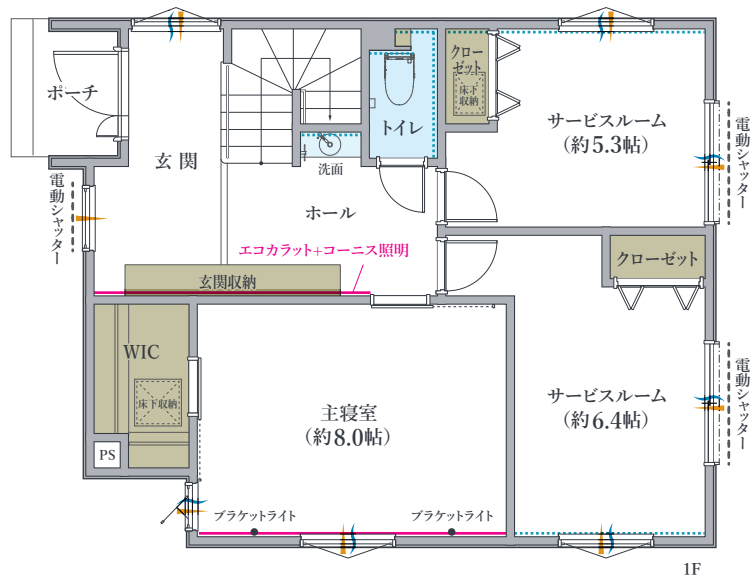 ポーチ
玄関
クロー
ゼット
床下
収納
トイレ
洗面
ホール
サービスルーム
(約5.3帖)
電動シャッター
電動シャッター
エコカラット+コーニス照明
玄関収納
クローゼット
WIC
床下収納
PS
主寝室
(約8.0帖)
サービスルーム
(約6.4帖)
電動シャッター
ブラケットライト
ブラケットライト
1F